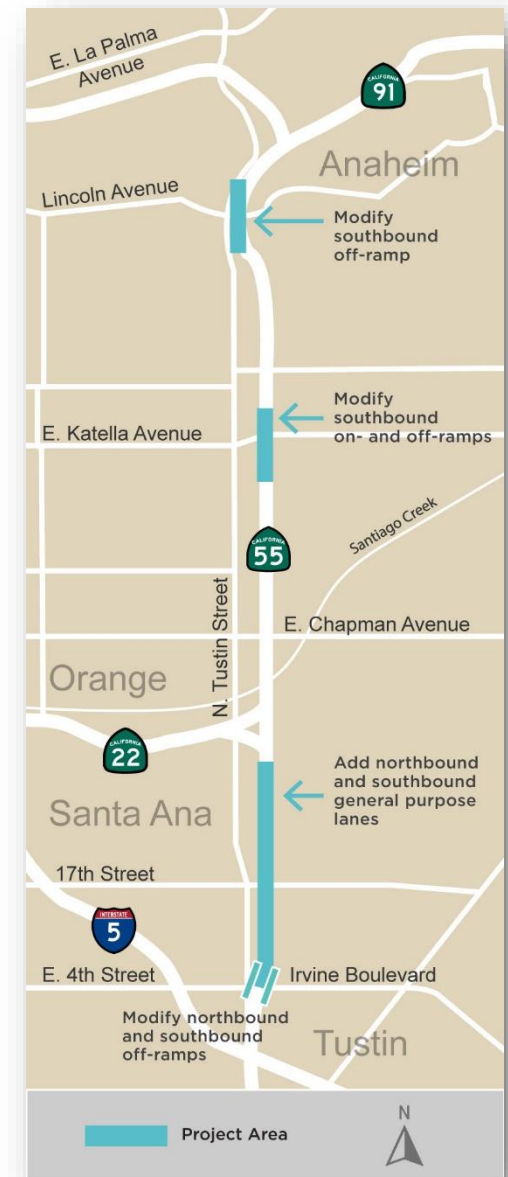 E. La Palma
Avenue
CALIFORNIA
91
Anaheim
Lincoln Avenue
Modify
southbound
off-ramp
Modify
southbound
on- and off-ramps
E. Katella Avenue
Santiago Creek
CALIFORNIA
55
N. Tustin Street
E. Chapman Avenue
Orange
CALIFORNIA
22
Add northbound
and southbound
general purpose
lanes
Santa Ana
17th Street
INTERSTATE
5
E. 4th Street
Irvine Boulevard
Modify northbound
and southbound
off-ramps
Tustin
Project Area
N